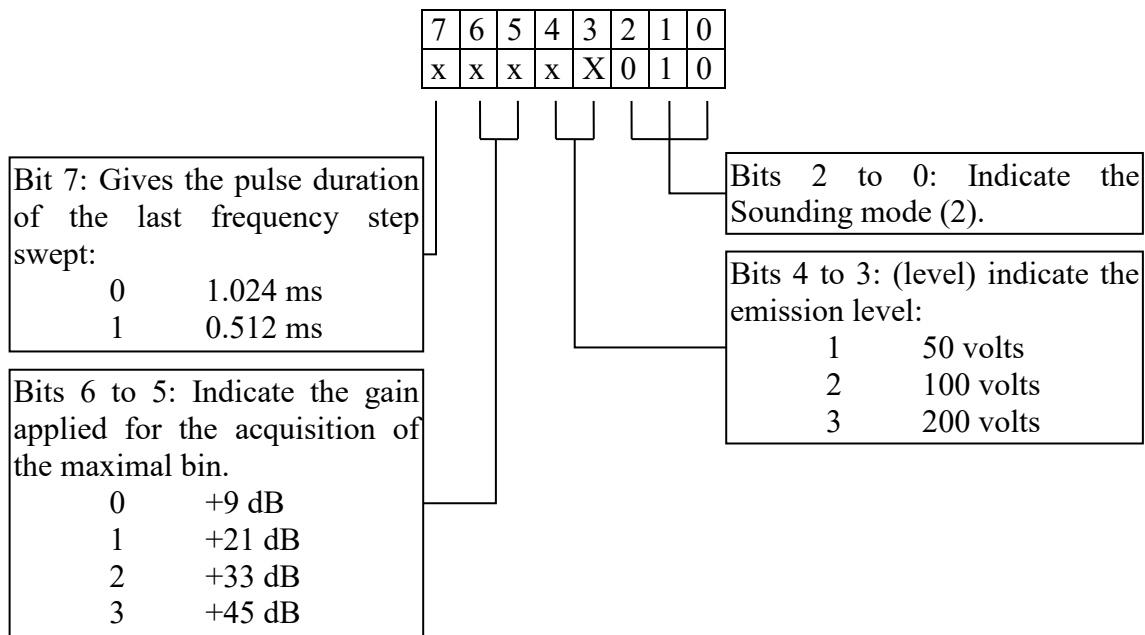 7 6 5 4 3 2 1 0
x x x x X 0 1 0
Bit 7: Gives the pulse duration
of the last frequency step
swept:
0 1.024 ms
1 0.512 ms
Bits 6 to 5: Indicate the gain
applied for the acquisition of
the maximal bin.
0 +9 dB
1 +21 dB
2 +33 dB
3 +45 dB
Bits 2 to 0: Indicate the
Sounding mode (2).
Bits 4 to 3: (level) indicate the
emission level:
1 50 volts
2 100 volts
3 200 volts